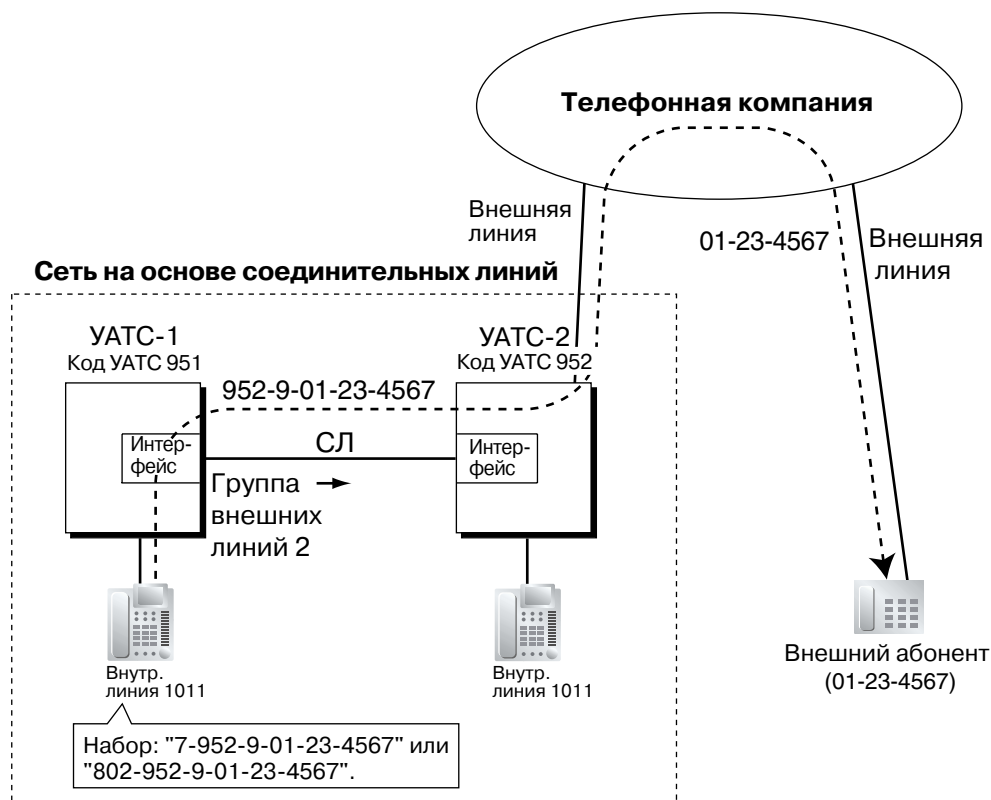 Телефонная компания
Внешняя
линия
01-23-4567
Внешняя
линия
Сеть на основе соединительных линий
УАТС-1
Код УАТС 951
УАТС-2
Код УАТС 952
952-9-01-23-4567
Интер-
фейс
СЛ
Интер-
фейс
Группа
внешних
линий 2
Внутр.
линия 1011
Внутр.
линия 1011
Внешний абонент
(01-23-4567)
Набор: "7-952-9-01-23-4567" или
"802-952-9-01-23-4567".